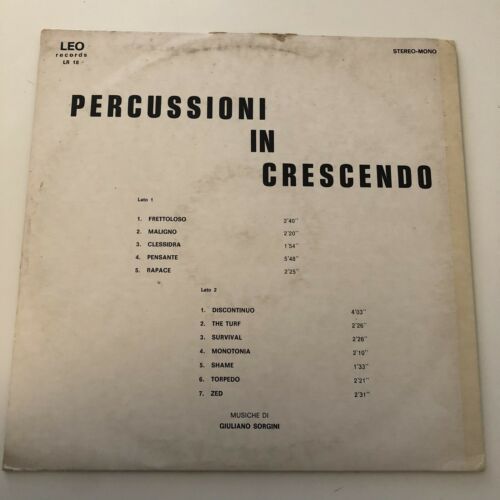 LEO
records
LR 18
STEREO-MONO
PERCUSSIONI
IN
CRESCENDO
Lato 1
1. FRETTOLOSO 2'40''
2. MALIGNO 2'20''
3. CLESSIDRA 1'54''
4. PENSANTE 5'48''
5. RAPACE 2'25''
Lato 2
1. DISCONTINUO 4'03''
2. THE TURF 2'26''
3. SURVIVAL 2'26''
4. MONOTONIA 2'10''
5. SHAME 1'33''
6. TORPEDO 2'21''
7. ZED 2'31''
MUSICHE DI
GIULIANO SORGINI